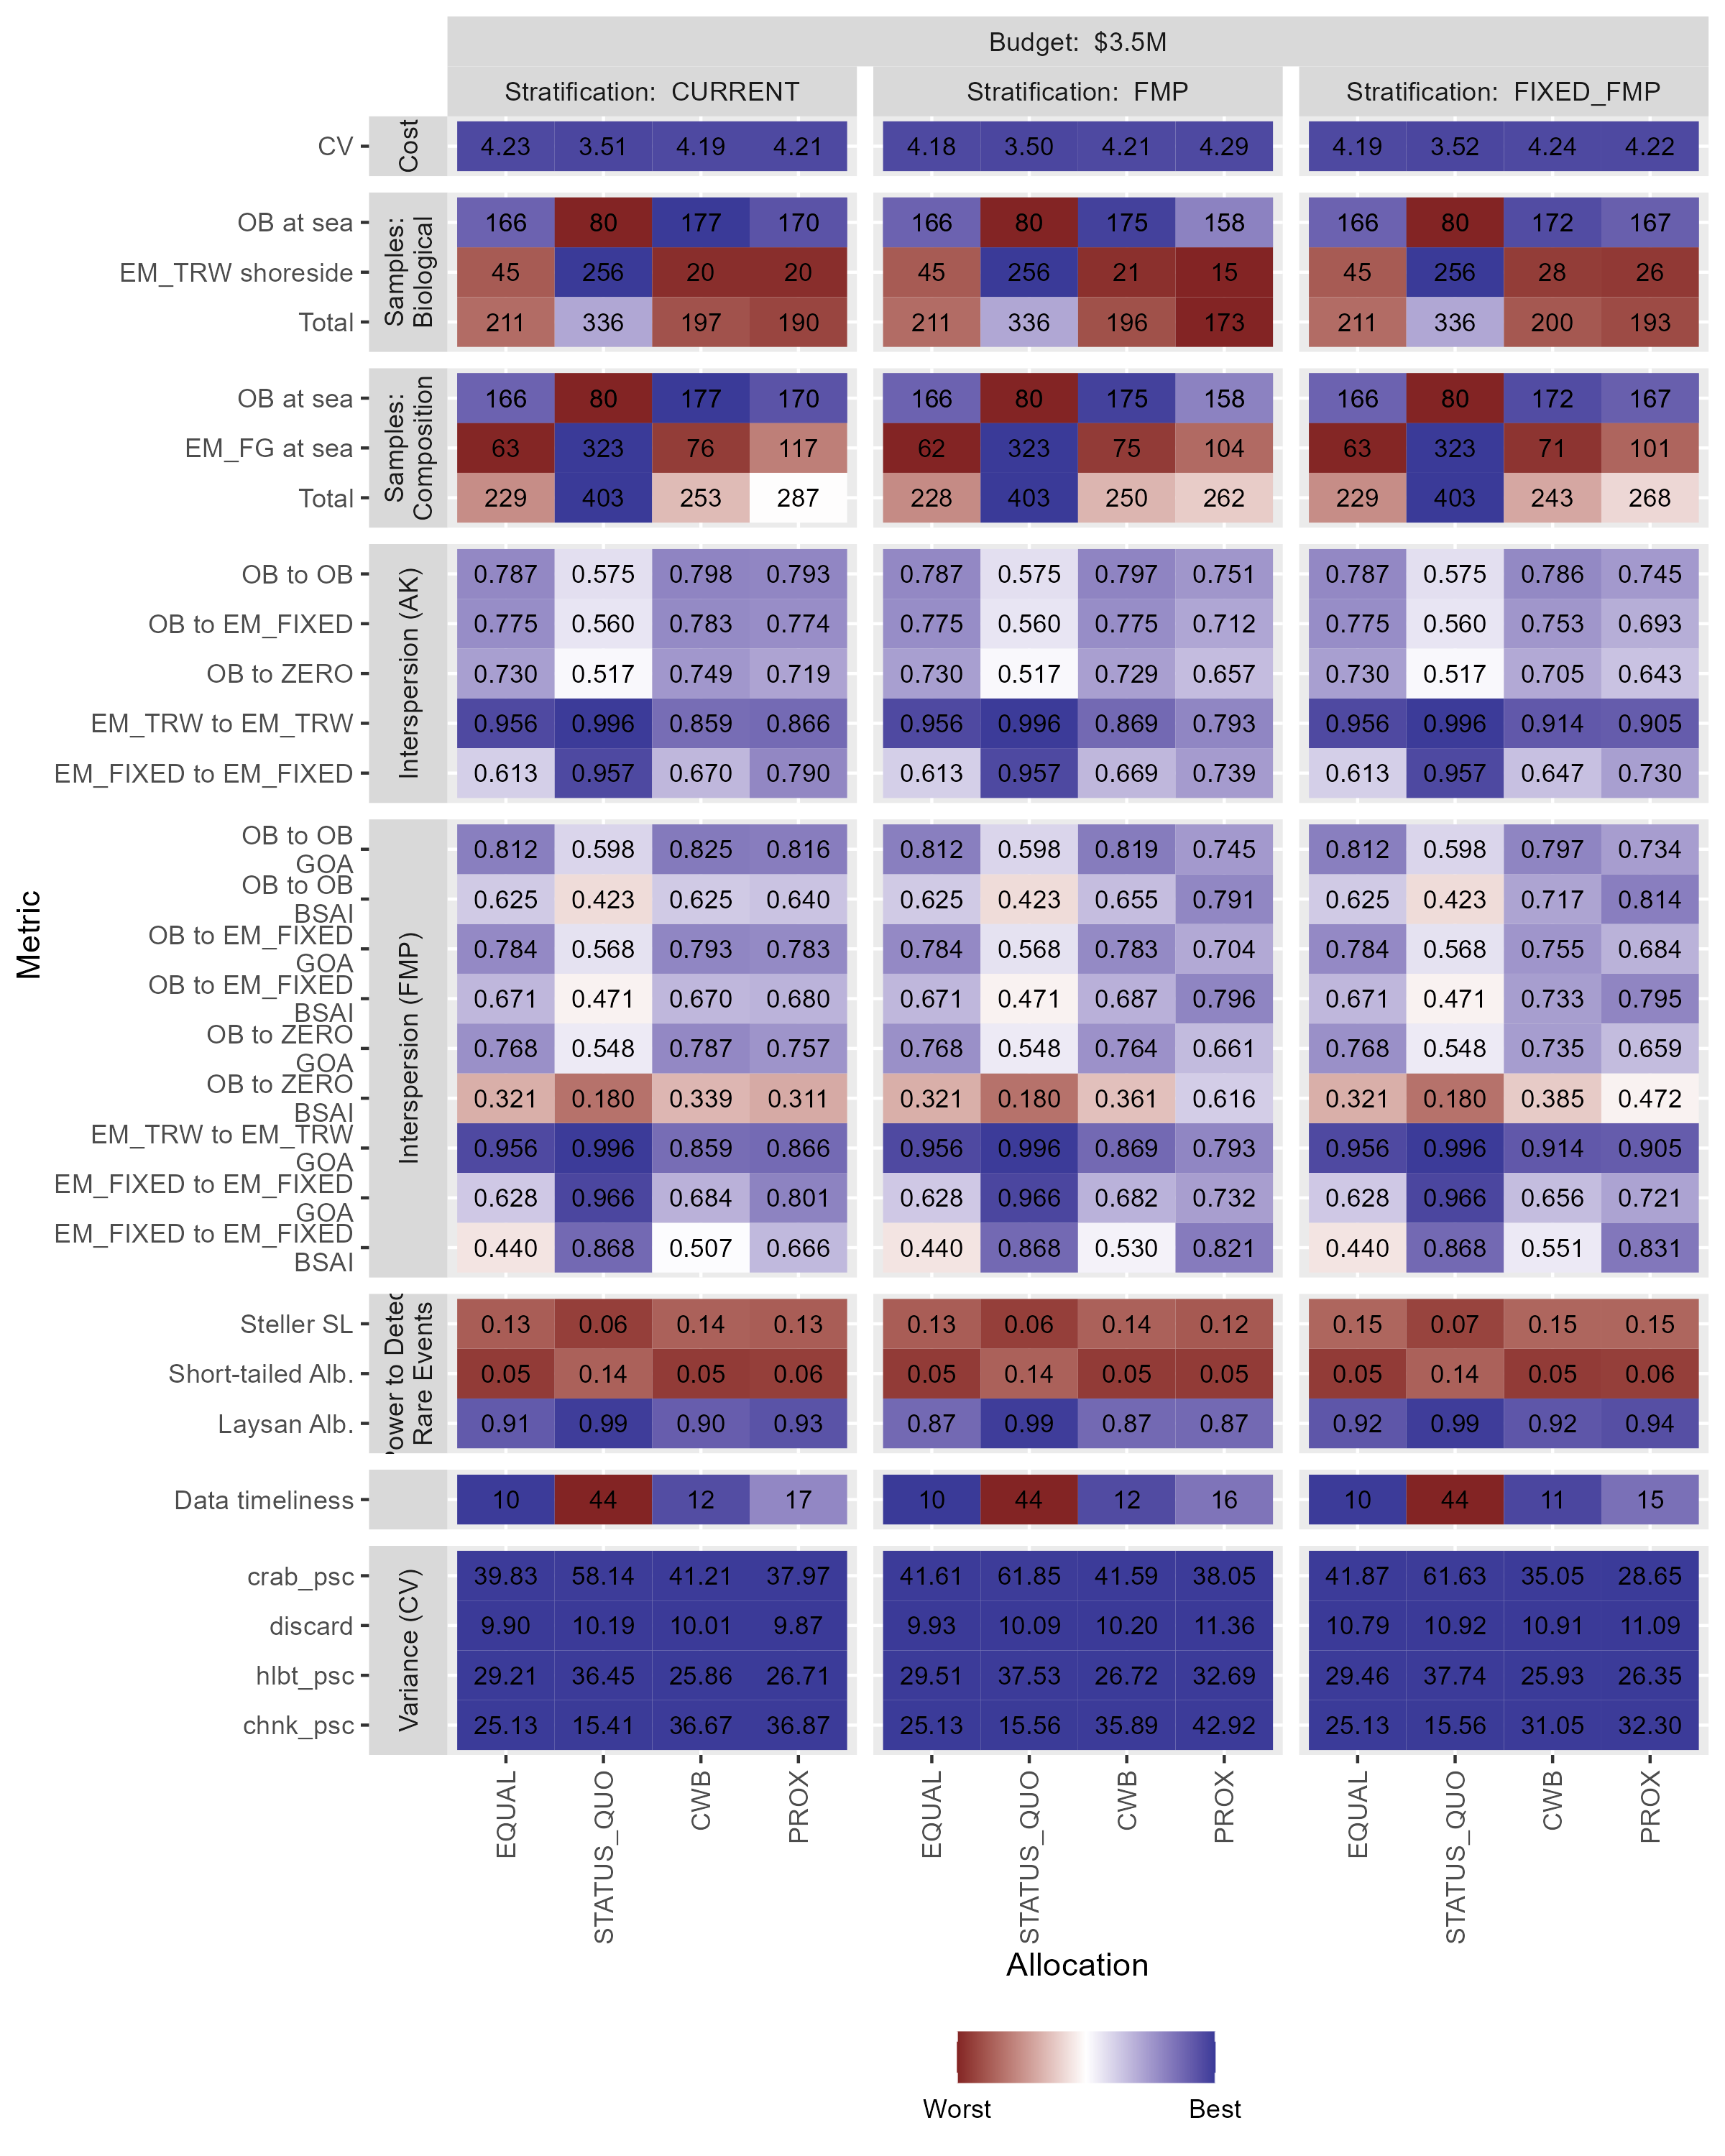 Budget:  $3.5M
Stratification:  CURRENT Stratification:  FMP Stratification:  FIXED_FMP
Cost
CV 4.23 3.51 4.19 4.21 4.18 3.50 4.21 4.29 4.19 3.52 4.24 4.22
Samples:
Biological
OB at sea 166 80 177 170 166 80 175 158 166 80 172 167
EM_TRW shoreside 45 256 20 20 45 256 21 15 45 256 28 26
Total 211 336 197 190 211 336 196 173 211 336 200 193
Samples:
Composition
OB at sea 166 80 177 170 166 80 175 158 166 80 172 167
EM_FG at sea 63 323 76 117 62 323 75 104 63 323 71 101
Total 229 403 253 287 228 403 250 262 229 403 243 268
Interspersion (AK)
OB to OB 0.787 0.575 0.798 0.793 0.787 0.575 0.797 0.751 0.787 0.575 0.786 0.745
OB to EM_FIXED 0.775 0.560 0.783 0.774 0.775 0.560 0.775 0.712 0.775 0.560 0.753 0.693
OB to ZERO 0.730 0.517 0.749 0.719 0.730 0.517 0.729 0.657 0.730 0.517 0.705 0.643
EM_TRW to EM_TRW 0.956 0.996 0.859 0.866 0.956 0.996 0.869 0.793 0.956 0.996 0.914 0.905
EM_FIXED to EM_FIXED 0.613 0.957 0.670 0.790 0.613 0.957 0.669 0.739 0.613 0.957 0.647 0.730
Metric
Interspersion (FMP)
OB to OB
GOA 0.812 0.598 0.825 0.816 0.812 0.598 0.819 0.745 0.812 0.598 0.797 0.734
OB to OB
BSAI 0.625 0.423 0.625 0.640 0.625 0.423 0.655 0.791 0.625 0.423 0.717 0.814
OB to EM_FIXED
GOA 0.784 0.568 0.793 0.783 0.784 0.568 0.783 0.704 0.784 0.568 0.755 0.684
OB to EM_FIXED
BSAI 0.671 0.471 0.670 0.680 0.671 0.471 0.687 0.796 0.671 0.471 0.733 0.795
OB to ZERO
GOA 0.768 0.548 0.787 0.757 0.768 0.548 0.764 0.661 0.768 0.548 0.735 0.659
OB to ZERO
BSAI 0.321 0.180 0.339 0.311 0.321 0.180 0.361 0.616 0.321 0.180 0.385 0.472
EM_TRW to EM_TRW
GOA 0.956 0.996 0.859 0.866 0.956 0.996 0.869 0.793 0.956 0.996 0.914 0.905
EM_FIXED to EM_FIXED
GOA 0.628 0.966 0.684 0.801 0.628 0.966 0.682 0.732 0.628 0.966 0.656 0.721
EM_FIXED to EM_FIXED
BSAI 0.440 0.868 0.507 0.666 0.440 0.868 0.530 0.821 0.440 0.868 0.551 0.831
Power to Detec
Rare Events
Steller SL 0.13 0.06 0.14 0.13 0.13 0.06 0.14 0.12 0.15 0.07 0.15 0.15
Short-tailed Alb. 0.05 0.14 0.05 0.06 0.05 0.14 0.05 0.05 0.05 0.14 0.05 0.06
Laysan Alb. 0.91 0.99 0.90 0.93 0.87 0.99 0.87 0.87 0.92 0.99 0.92 0.94
Data timeliness 10 44 12 17 10 44 12 16 10 44 11 15
Variance (CV)
crab_psc 39.83 58.14 41.21 37.97 41.61 61.85 41.59 38.05 41.87 61.63 35.05 28.65
discard 9.90 10.19 10.01 9.87 9.93 10.09 10.20 11.36 10.79 10.92 10.91 11.09
hlbt_psc 29.21 36.45 25.86 26.71 29.51 37.53 26.72 32.69 29.46 37.74 25.93 26.35
chnk_psc 25.13 15.41 36.67 36.87 25.13 15.56 35.89 42.92 25.13 15.56 31.05 32.30
EQUAL STATUS_QUO CWB PROX EQUAL STATUS_QUO CWB PROX EQUAL STATUS_QUO CWB PROX
Allocation
Worst Best